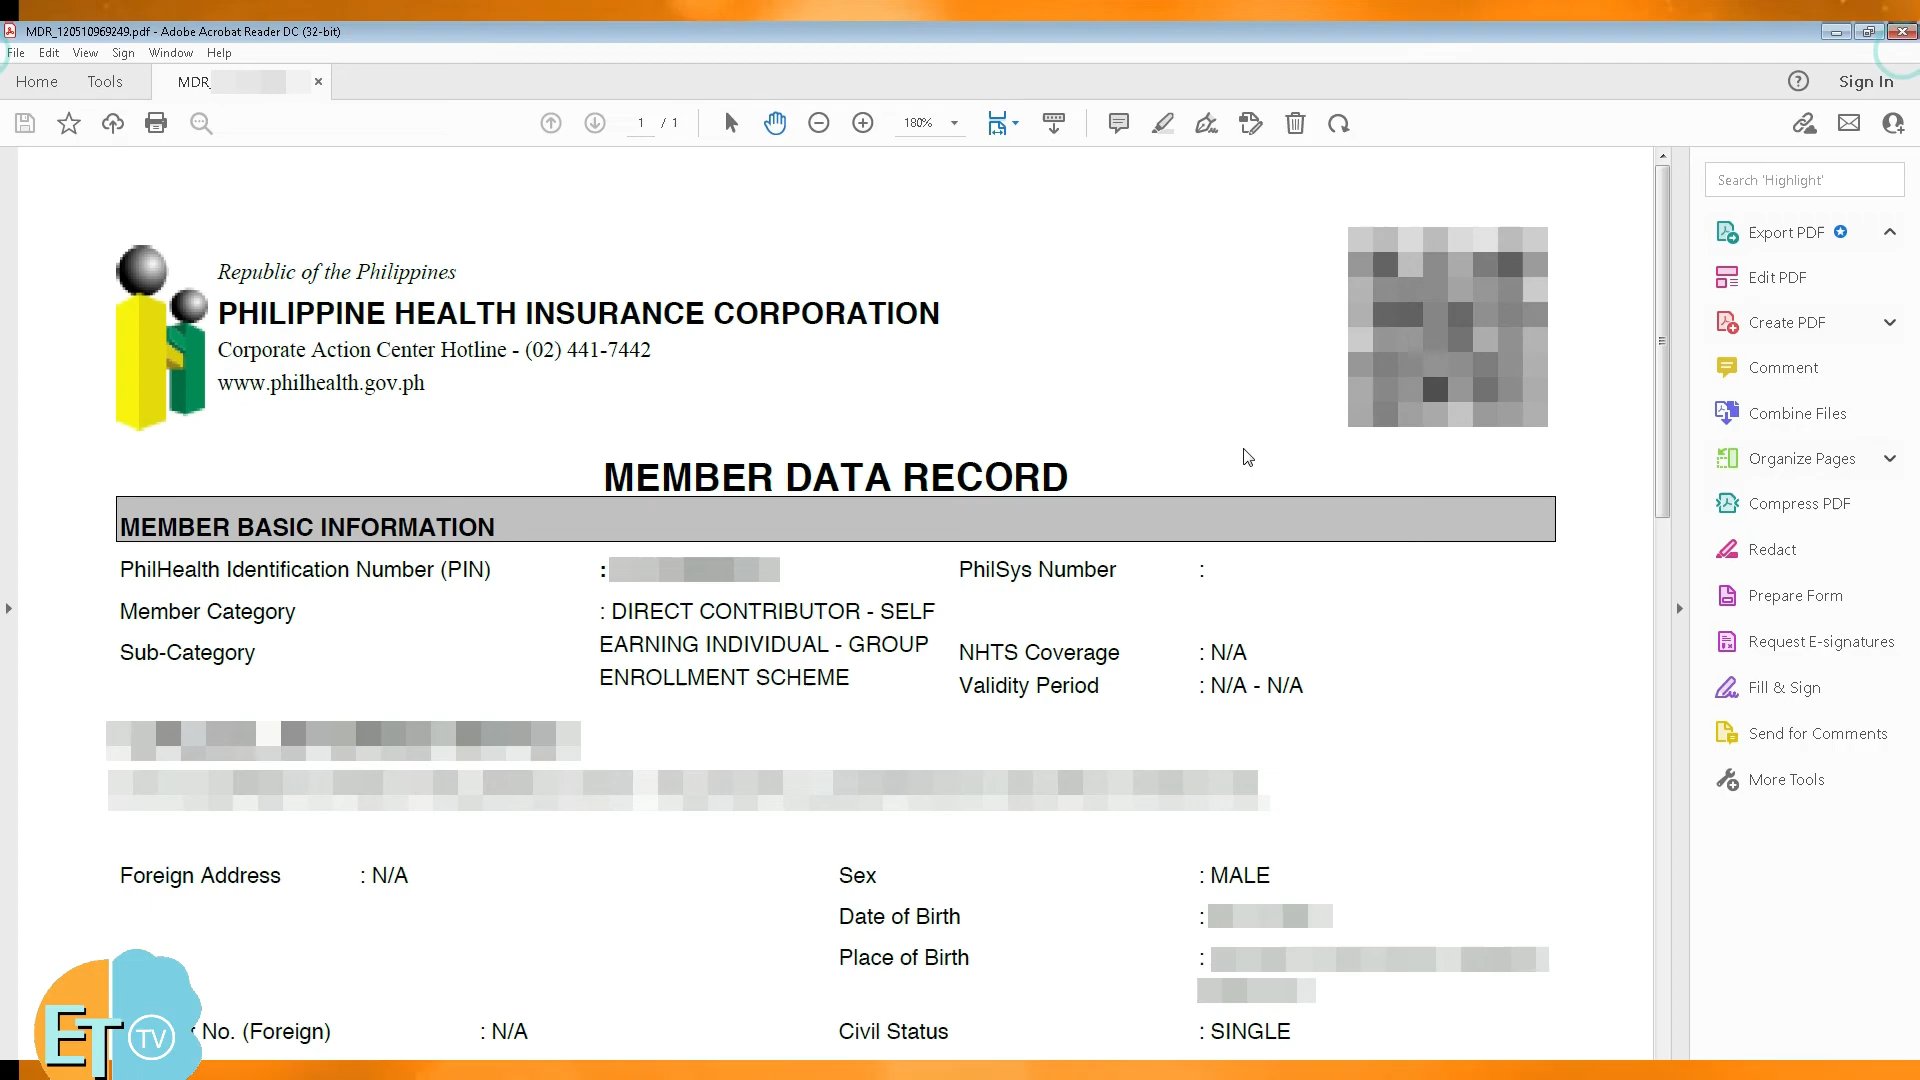 MDR_120510969249.pdf - Adobe Acrobat Reader DC (32-bit)
File Edit View Sign Window Help
Home Tools MDR_ Sign In
1 / 1 180%
Search 'Highlight'
Export PDF
Edit PDF
Create PDF
Comment
Combine Files
Organize Pages
Compress PDF
Redact
Prepare Form
Request E-signatures
Fill & Sign
Send for Comments
More Tools
Republic of the Philippines
PHILIPPINE HEALTH INSURANCE CORPORATION
Corporate Action Center Hotline - (02) 441-7442
www.philhealth.gov.ph
MEMBER DATA RECORD
MEMBER BASIC INFORMATION
PhilHealth Identification Number (PIN) : PhilSys Number :
Member Category : DIRECT CONTRIBUTOR - SELF
Sub-Category EARNING INDIVIDUAL - GROUP NHTS Coverage : N/A
ENROLLMENT SCHEME Validity Period : N/A - N/A
Foreign Address : N/A Sex : MALE
Date of Birth :
Place of Birth :
No. (Foreign) : N/A Civil Status : SINGLE
ET TV